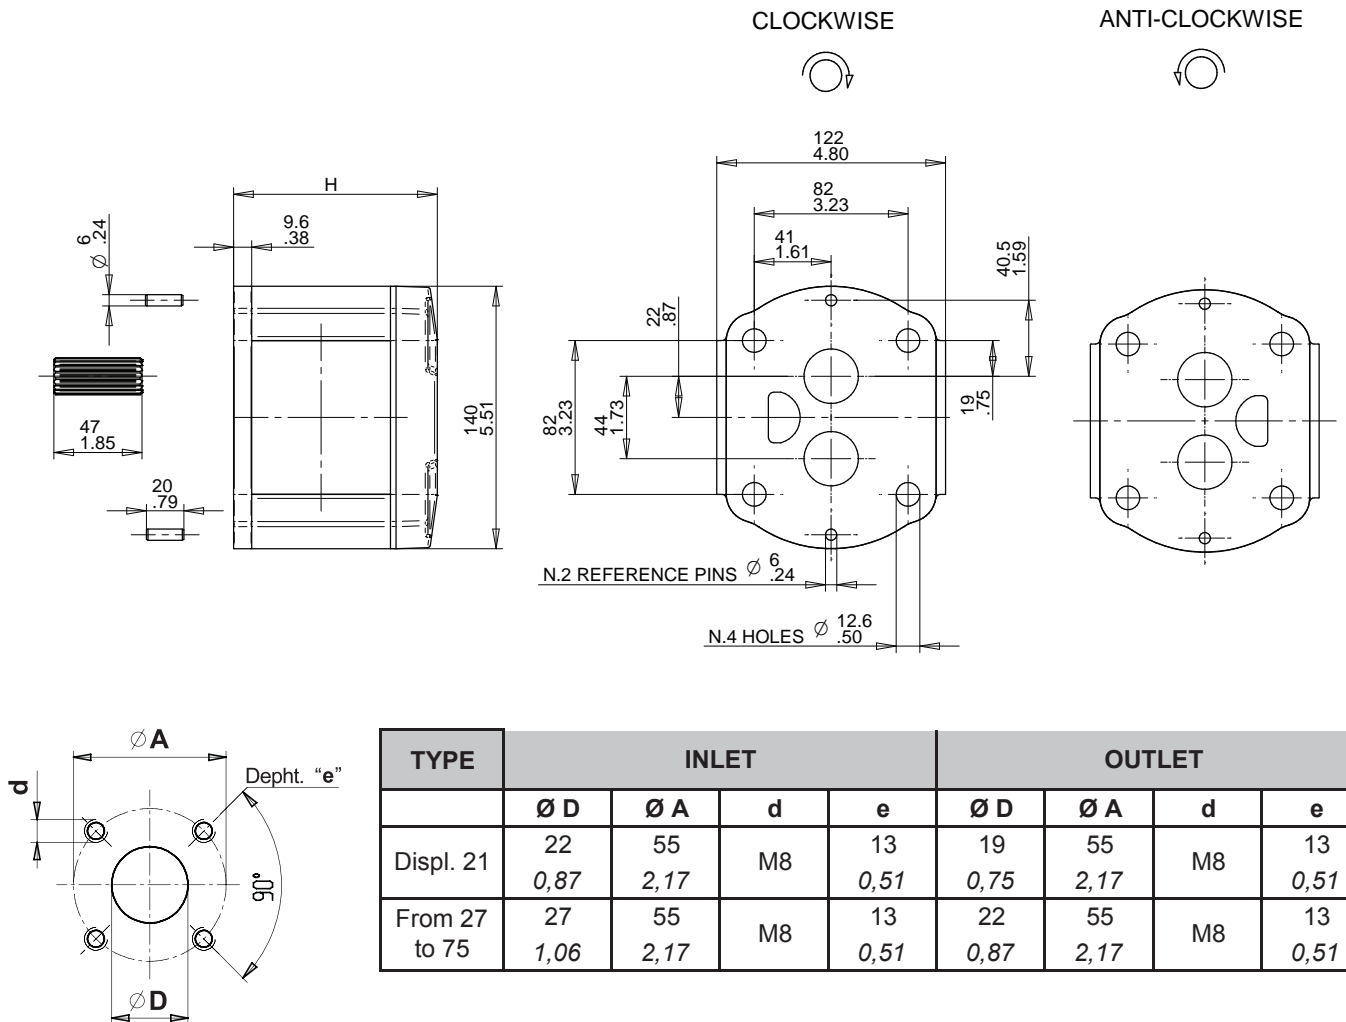 CLOCKWISE
ANTI-CLOCKWISE
122
4.80
H
82
3.23
9.6
.38
6
Ø .24
41
1.61
40.5
1.59
22
.87
47
1.85
140
5.51
82
3.23
44
1.73
19
.75
20
.79
N.2 REFERENCE PINS Ø 6
.24
N.4 HOLES Ø 12.6
.50
Ø A
d
Depht. “e”
90°
Ø D
TYPE INLET OUTLET
Ø D Ø A d e Ø D Ø A d e
Displ. 21 22 55 M8 13 19 55 M8 13
0,87 2,17 0,51 0,75 2,17 0,51
From 27 27 55 M8 13 22 55 M8 13
to 75 1,06 2,17 0,51 0,87 2,17 0,51